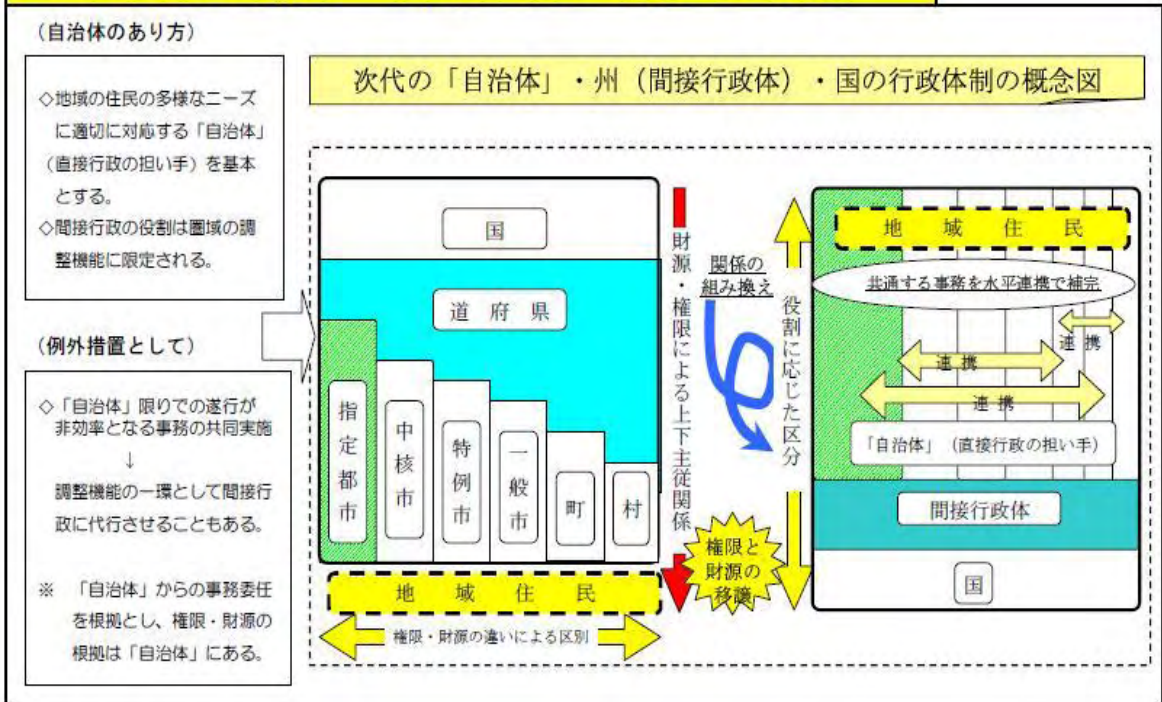 (自治体のあり方)
◇地域の住民の多様なニーズ
に適切に対応する「自治体」
(直接行政の担い手)を基本
とする。
◇間接行政の役割は圏域の調
整機能に限定される。
(例外措置として)
◇「自治体」限りでの遂行が
非効率となる事務の共同実施
↓
調整機能の一環として間接行
政に代行させることもある。
※ 「自治体」からの事務委任
を根拠とし、権限・財源の
根拠は「自治体」にある。
次代の「自治体」・州(間接行政体)・国の行政体制の概念図
国
道府県
指定都市
中核市
特例市
一般市
町
村
地域住民
権限・財源の違いによる区別
財源・権限による上下主従関係
関係の
組み換え
権限と
財源の
移譲
役割に応じた区分
地域住民
共通する事務を水平連携で補完
連携
連携
連携
「自治体」(直接行政の担い手)
間接行政体
国